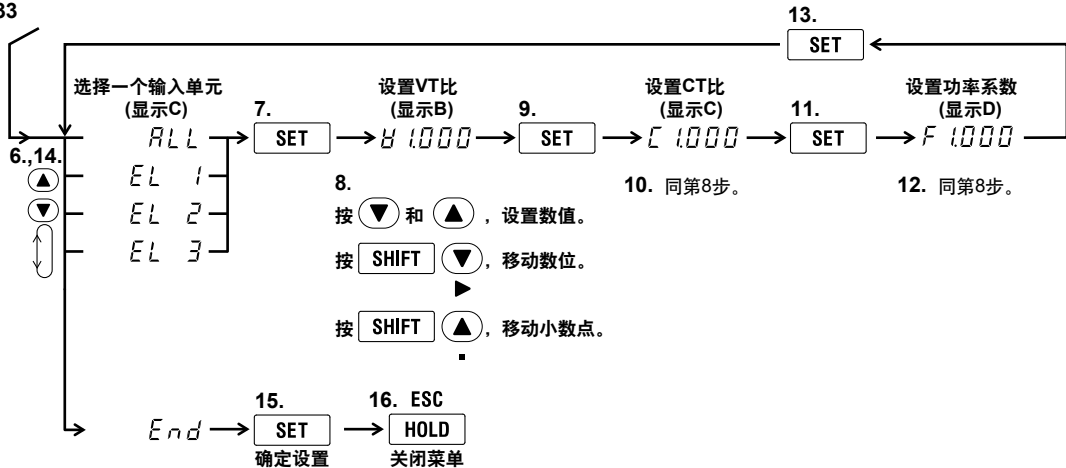 33
13.
SET
选择一个输入单元
(显示C)
设置VT比
(显示B)
设置CT比
(显示C)
设置功率系数
(显示D)
6.,14.
ALL
EL 1
EL 2
EL 3
7.
SET
1.000
9.
SET
C 1.000
11.
SET
F 1.000
8.
按 ▼ 和 ▲ ，设置数值。
按 SHIFT ▼ ，移动数位。
▶
按 SHIFT ▲ ，移动小数点。
10. 同第8步。
12. 同第8步。
End
15.
SET
确定设置
16. ESC
HOLD
关闭菜单